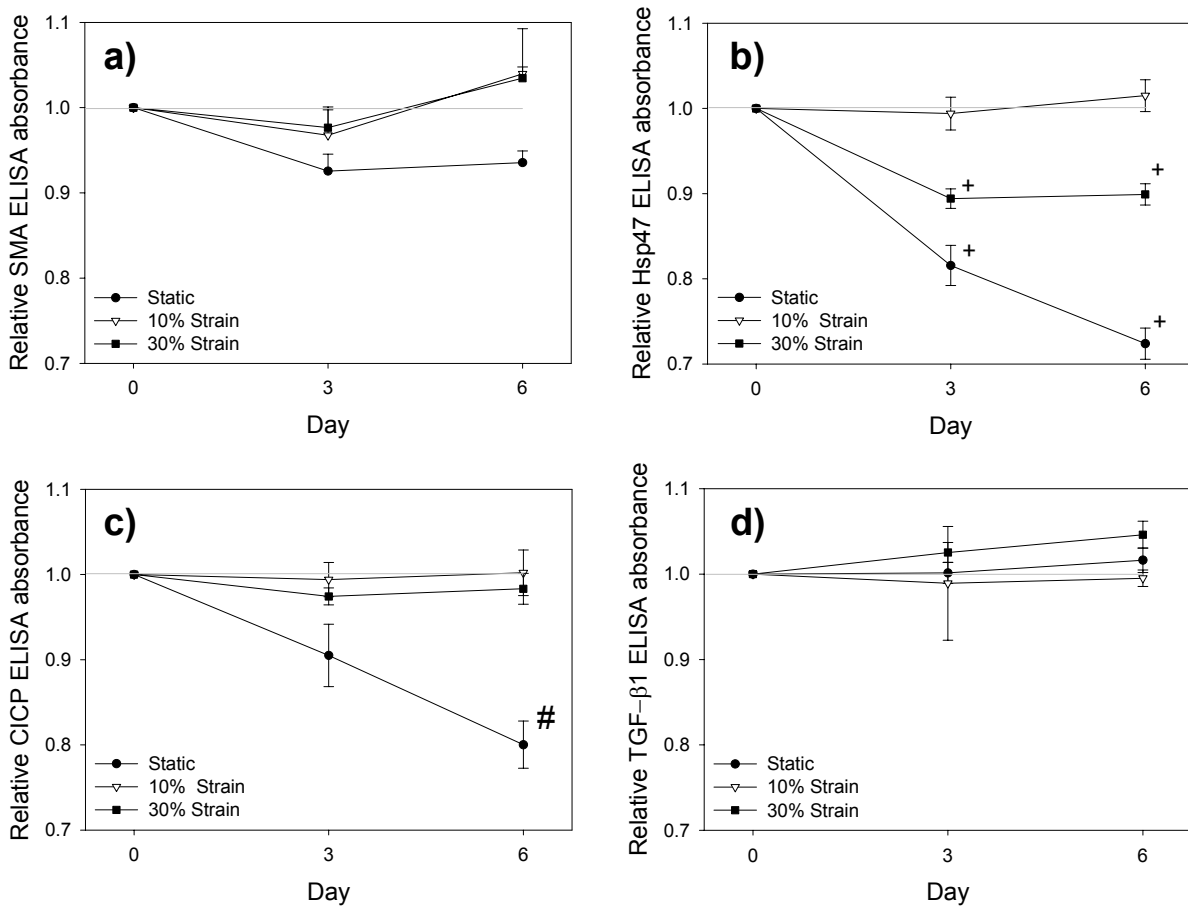 a)
Relative SMA ELISA absorbance
1.1
1.0
0.9
0.8
0.7
Static
10% Strain
30% Strain
0 3 6
Day
b)
Relative Hsp47 ELISA absorbance
1.1
1.0
0.9
0.8
0.7
+
+
+
+
Static
10% Strain
30% Strain
0 3 6
Day
c)
Relative CICP ELISA absorbance
1.1
1.0
0.9
0.8
0.7
#
Static
10% Strain
30% Strain
0 3 6
Day
d)
Relative TGF−β1 ELISA absorbance
1.1
1.0
0.9
0.8
0.7
Static
10% Strain
30% Strain
0 3 6
Day